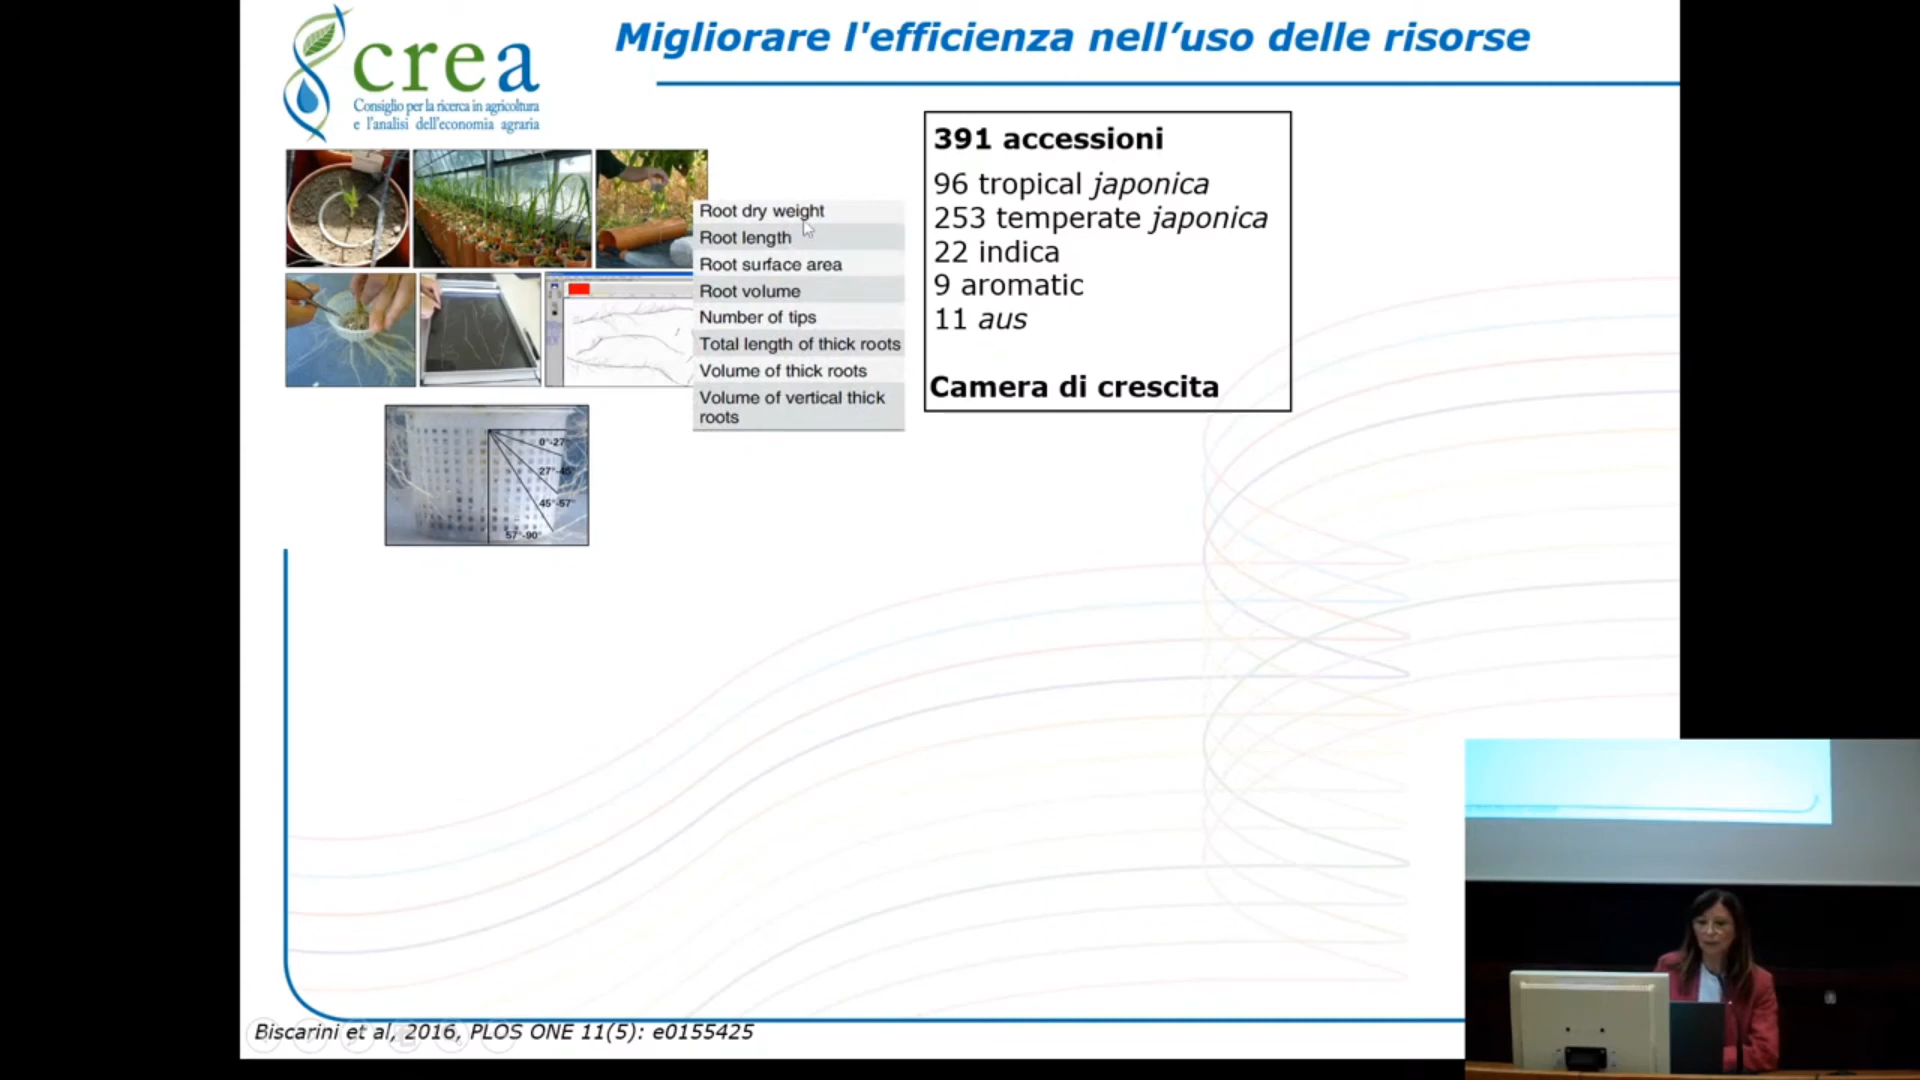 crea
Consiglio per la ricerca in agricoltura
e l'analisi dell'economia agraria
Migliorare l'efficienza nell’uso delle risorse
Root dry weight
Root length
Root surface area
Root volume
Number of tips
Total length of thick roots
Volume of thick roots
Volume of vertical thick
roots
391 accessioni
96 tropical japonica
253 temperate japonica
22 indica
9 aromatic
11 aus
Camera di crescita
0°-27°
27°-45°
45°-57°
57°-90°
Biscarini et al, 2016, PLOS ONE 11(5): e0155425